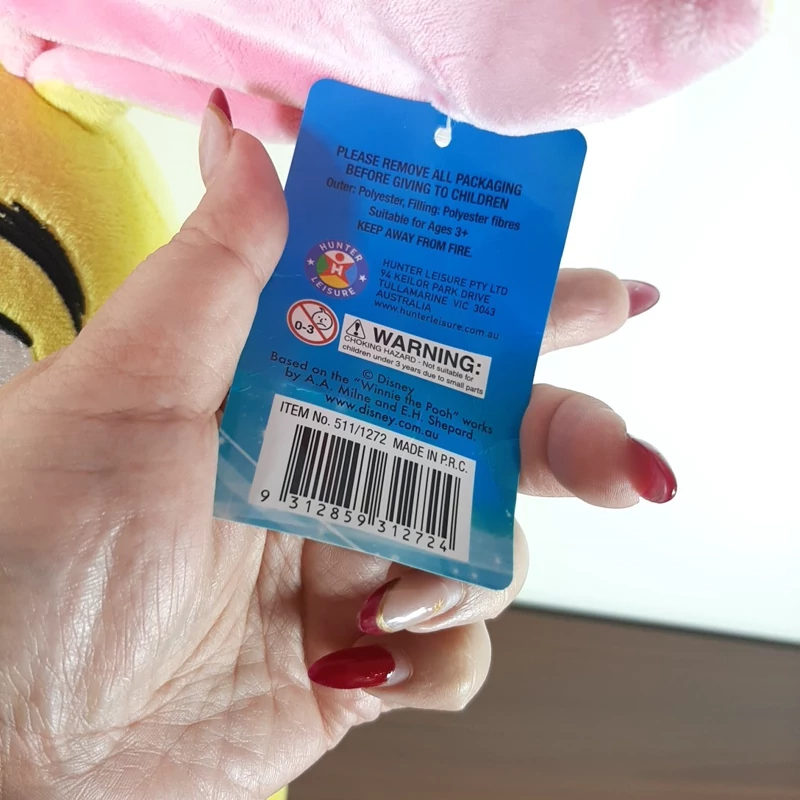 PLEASE REMOVE ALL PACKAGING
BEFORE GIVING TO CHILDREN
Outer: Polyester, Filling: Polyester fibres
Suitable for Ages 3+
KEEP AWAY FROM FIRE.
HUNTER
H
LEISURE
HUNTER LEISURE PTY LTD
94 KEILOR PARK DRIVE
TULLAMARINE VIC 3043
AUSTRALIA
www.hunterleisure.com.au
0-3
WARNING:
CHOKING HAZARD - Not suitable for
children under 3 years due to small parts
© Disney
Based on the "Winnie the Pooh" works
by A.A. Milne and E.H. Shepard.
www.disney.com.au
ITEM No. 511/1272 MADE IN P.R.C.
9 312859 312724